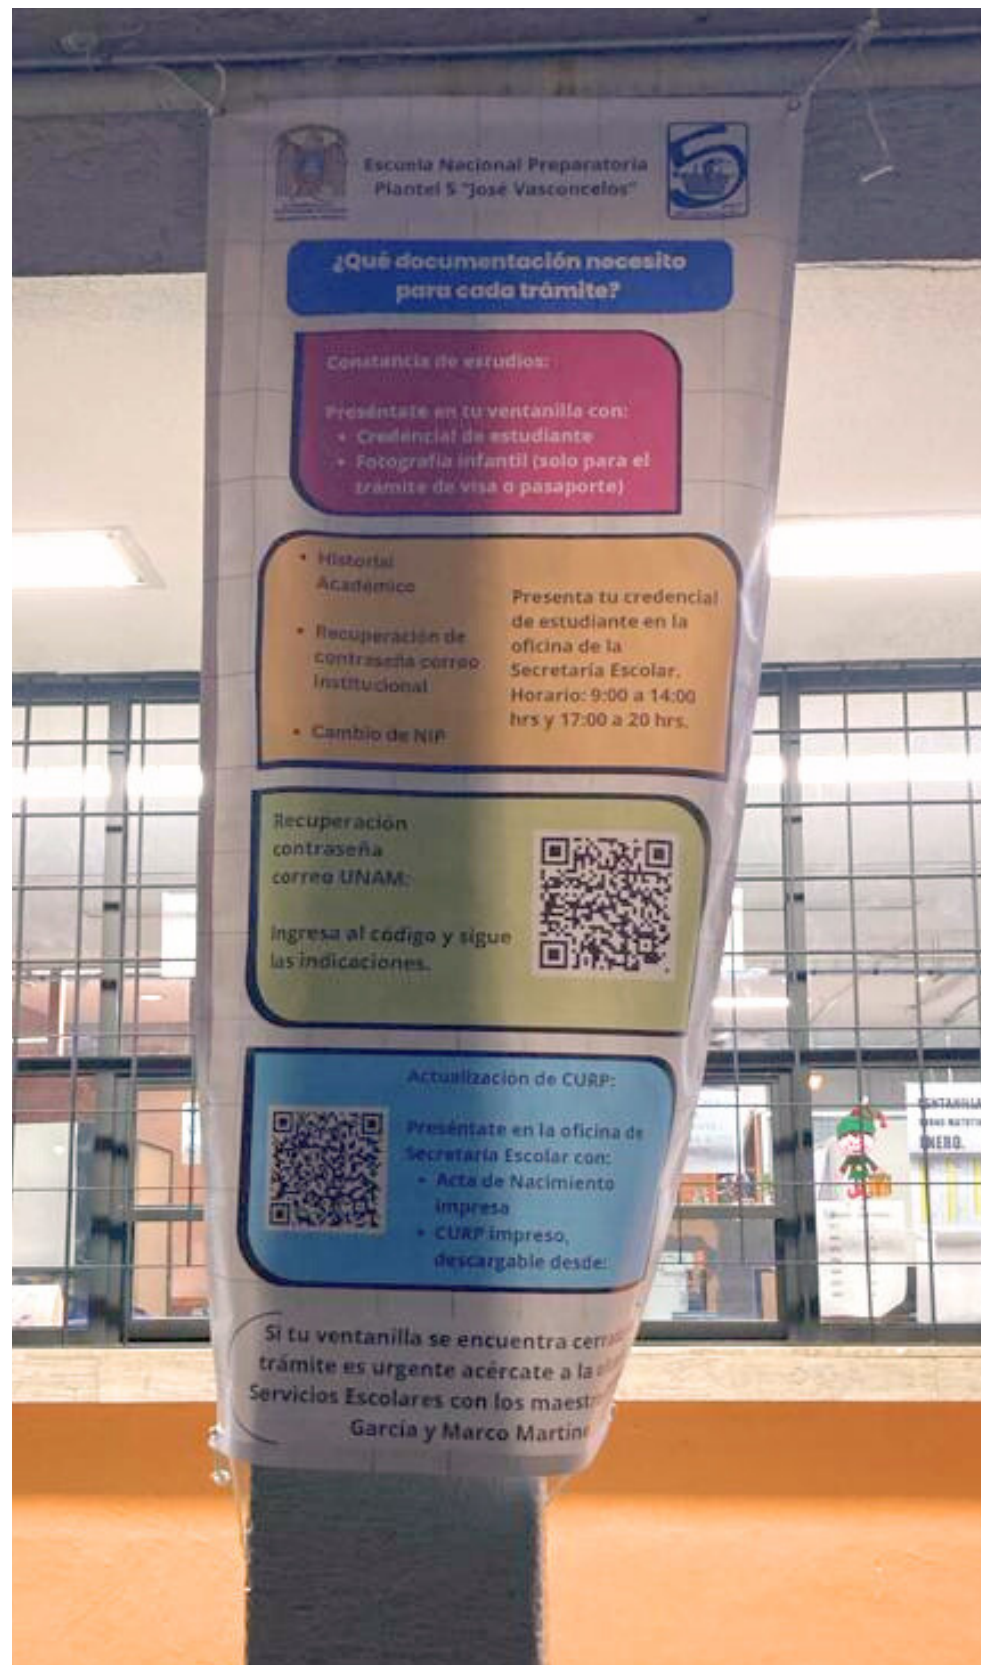 Escuela Nacional Preparatoria
Plantel 5 "José Vasconcelos"
5
¿Qué documentación necesito
para cada trámite?
Constancia de estudios:
Preséntate en tu ventanilla con:
• Credencial de estudiante
• Fotografía infantil (solo para el
trámite de visa o pasaporte)
• Historial
Académico
• Recuperación de
contraseña correo
institucional
• Cambio de NIP
Presenta tu credencial
de estudiante en la
oficina de la
Secretaría Escolar.
Horario: 9:00 a 14:00
hrs y 17:00 a 20 hrs.
Recuperación
contraseña
correo UNAM:
Ingresa al código y sigue
las indicaciones.
Actualización de CURP:
Preséntate en la oficina de
Secretaría Escolar con:
• Acta de Nacimiento
impresa
• CURP impreso,
descargable desde:
Si tu ventanilla se encuentra
trámite es urgente acércate a la
Servicios Escolares con los
García y Marco
ENERO.